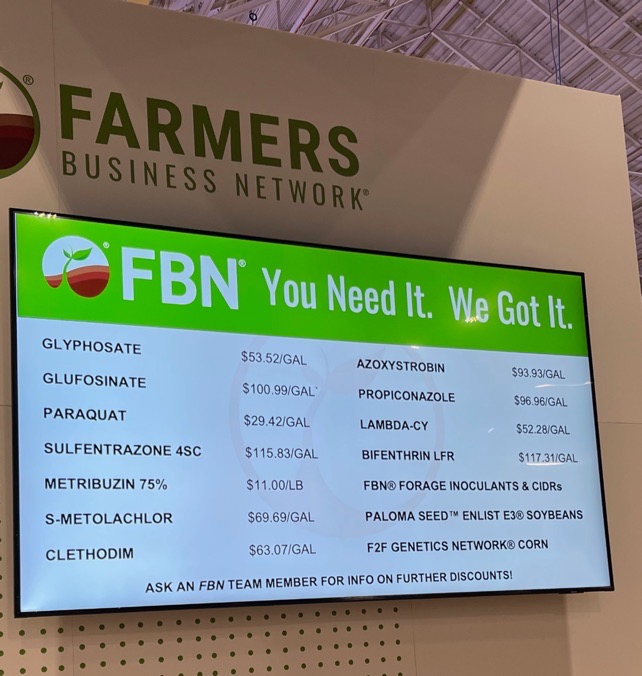 FARMERS
BUSINESS NETWORK®
FBN® You Need It. We Got It.
GLYPHOSATE $53.52/GAL
GLUFOSINATE $100.99/GAL*
PARAQUAT $29.42/GAL
SULFENTRAZONE 4SC $115.83/GAL
METRIBUZIN 75% $11.00/LB
S-METOLACHLOR $69.69/GAL
CLETHODIM $63.07/GAL
AZOXYSTROBIN $93.93/GAL
PROPICONAZOLE $96.96/GAL
LAMBDA-CY $52.28/GAL
BIFENTHRIN LFR $117.31/GAL
FBN® FORAGE INOCULANTS & CIDRs
PALOMA SEED™ ENLIST E3® SOYBEANS
F2F GENETICS NETWORK® CORN
ASK AN FBN TEAM MEMBER FOR INFO ON FURTHER DISCOUNTS!